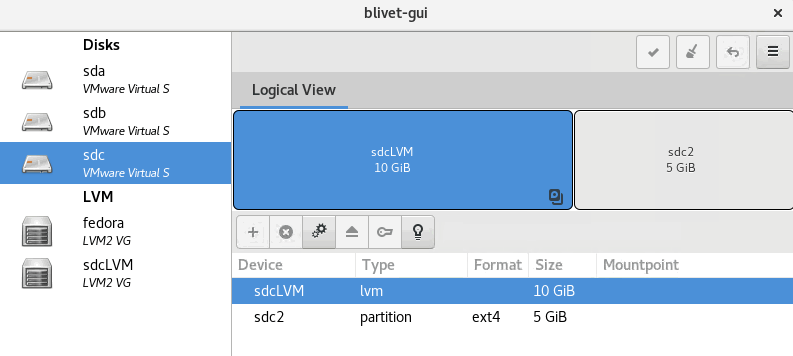 blivet-gui
Disks
sda
VMware Virtual S
sdb
VMware Virtual S
sdc
VMware Virtual S
LVM
fedora
LVM2 VG
sdcLVM
LVM2 VG
Logical View
sdcLVM
10 GiB
sdc2
5 GiB
Device Type Format Size Mountpoint
sdcLVM lvm 10 GiB
sdc2 partition ext4 5 GiB